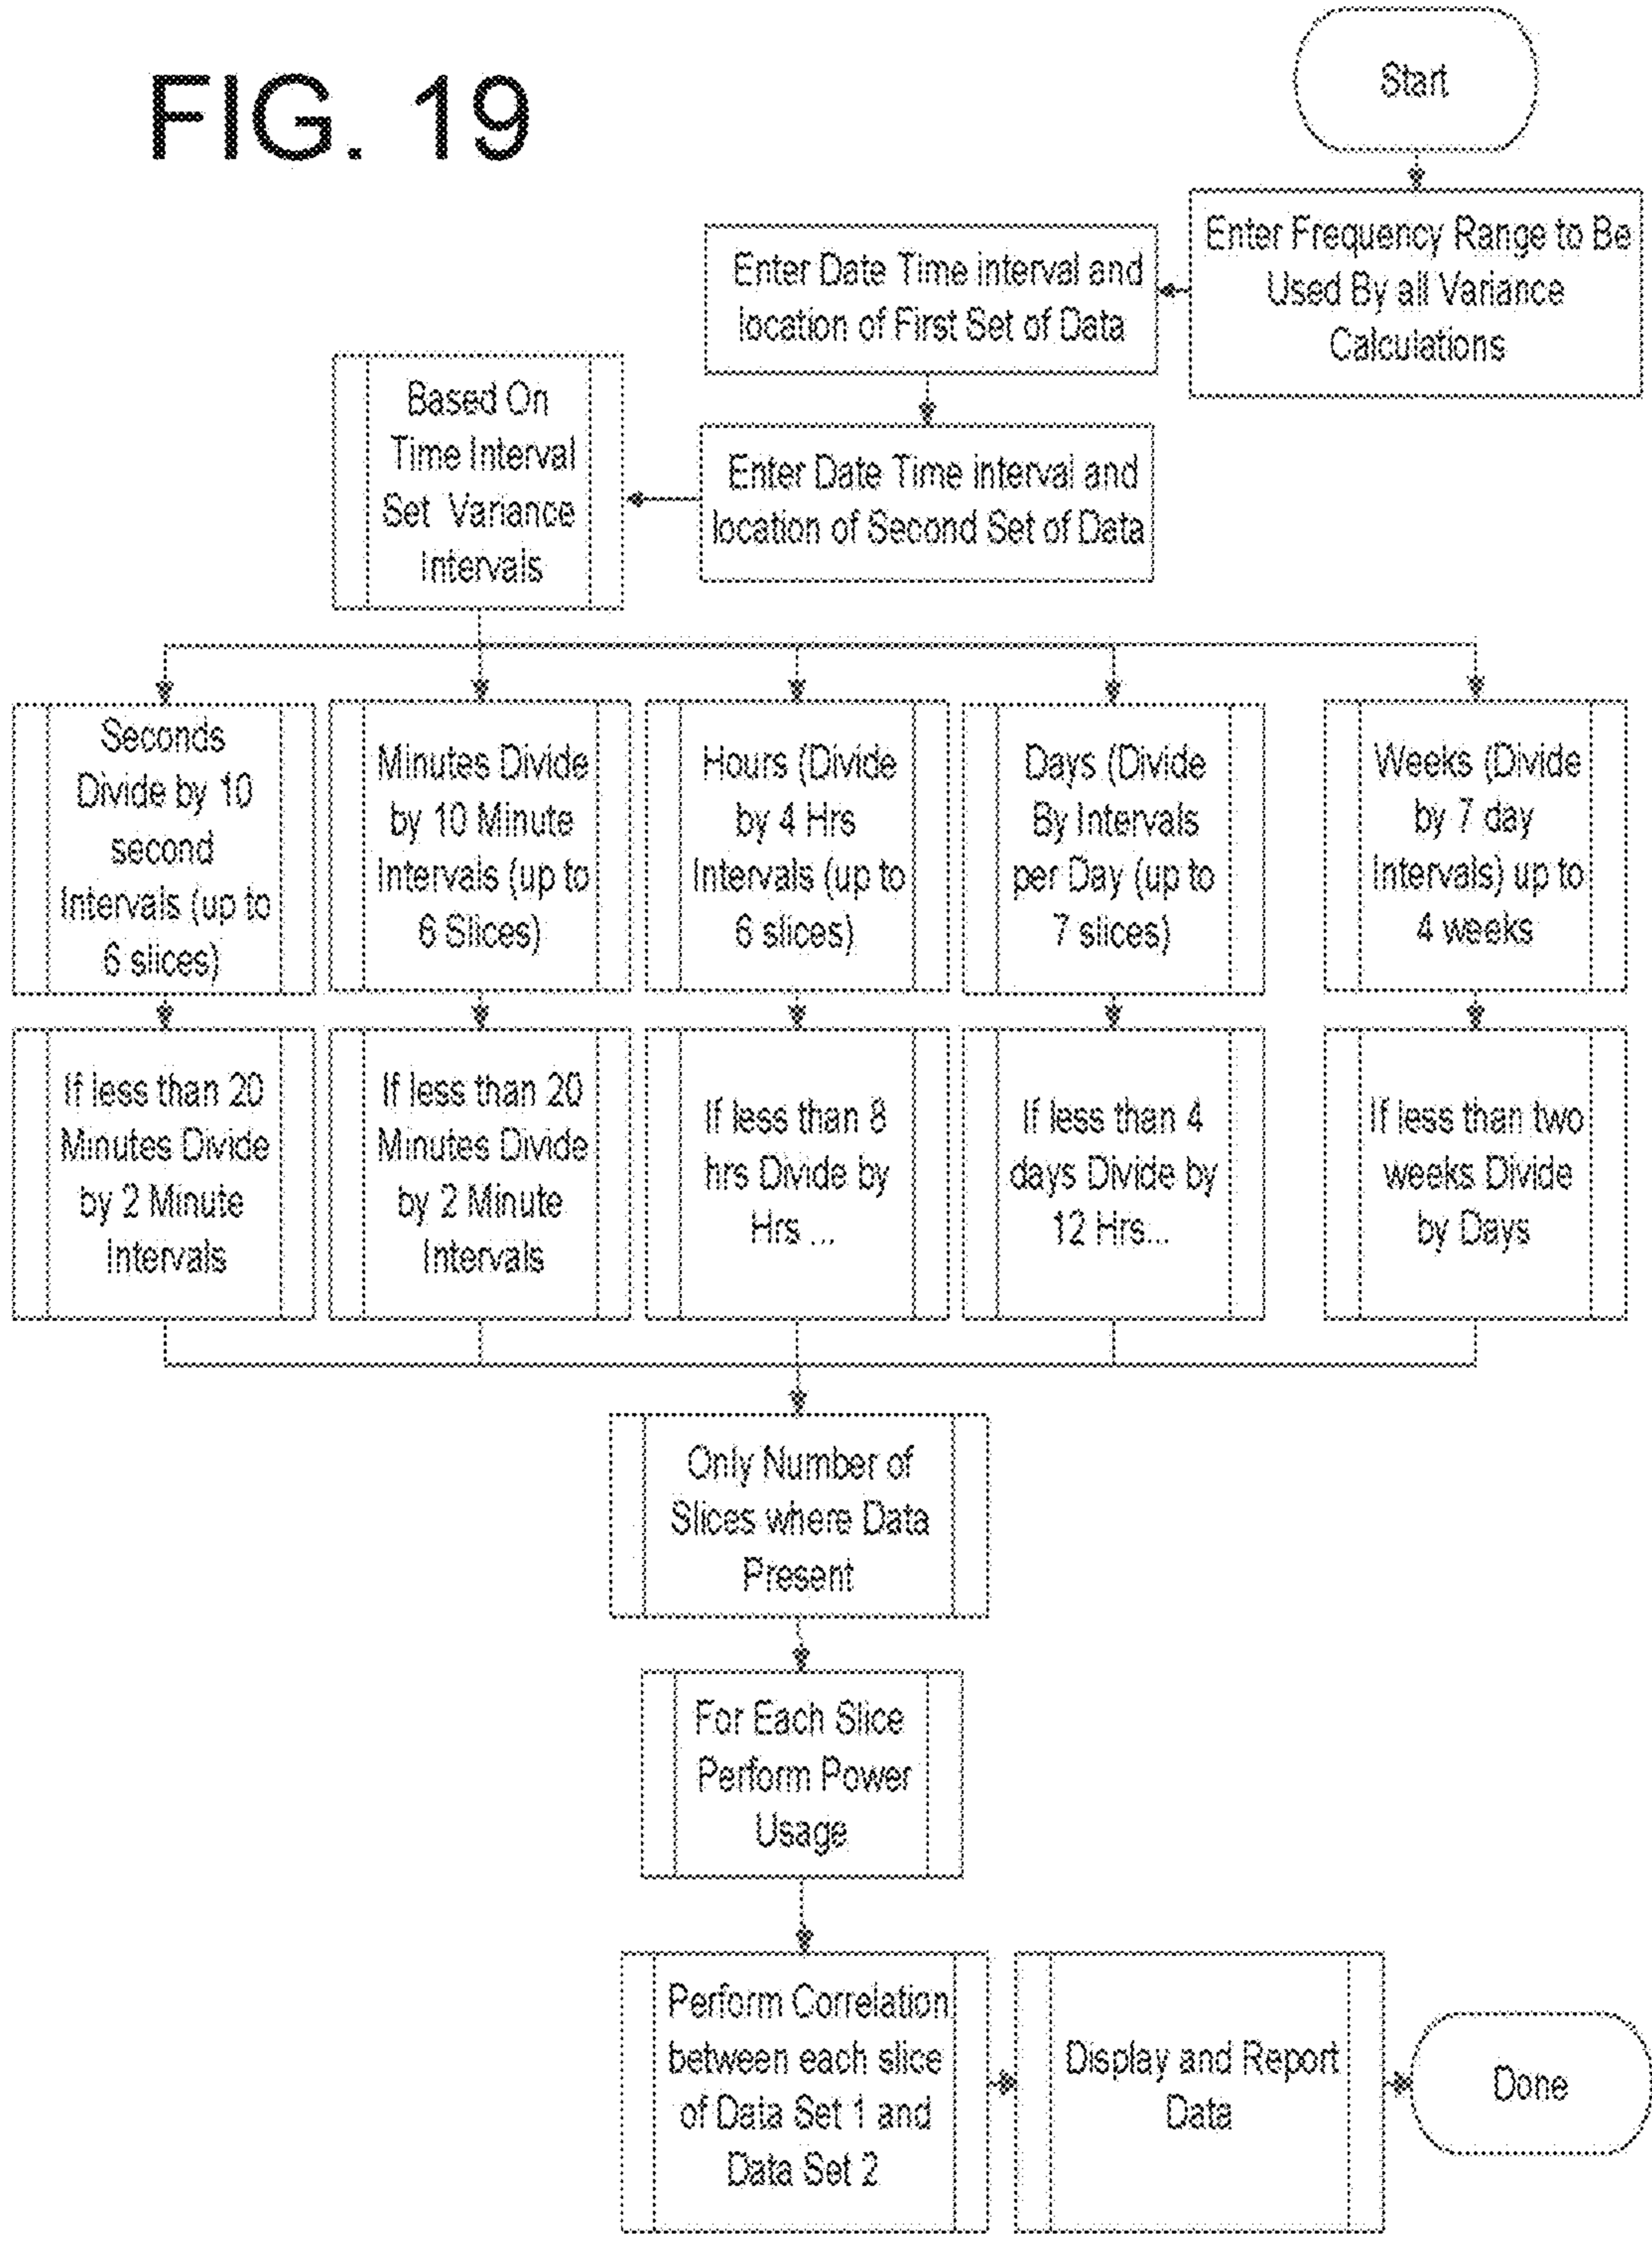 FIG. 19
Start
Enter Frequency Range to Be
Used By all Variance
Calculations
Enter Date Time interval and
location of First Set of Data
Enter Date Time interval and
location of Second Set of Data
Based On
Time Interval
Set Variance
Intervals
Seconds
Divide by 10
second
Intervals (up to
6 slices)
Minutes Divide
by 10 Minute
Intervals (up to
6 Slices)
Hours (Divide
by 4 Hrs
Intervals (up to
6 slices)
Days (Divide
By Intervals
per Day (up to
7 slices)
Weeks (Divide
by 7 day
Intervals) up to
4 weeks
If less than 20
Minutes Divide
by 2 Minute
Intervals
If less than 20
Minutes Divide
by 2 Minute
Intervals
If less than 8
hrs Divide by
Hrs ...
If less than 4
days Divide by
12 Hrs...
If less than two
weeks Divide
by Days
Only Number of
Slices where Data
Present
For Each Slice
Perform Power
Usage
Perform Correlation
between each slice
of Data Set 1 and
Data Set 2
Display and Report
Data
Done